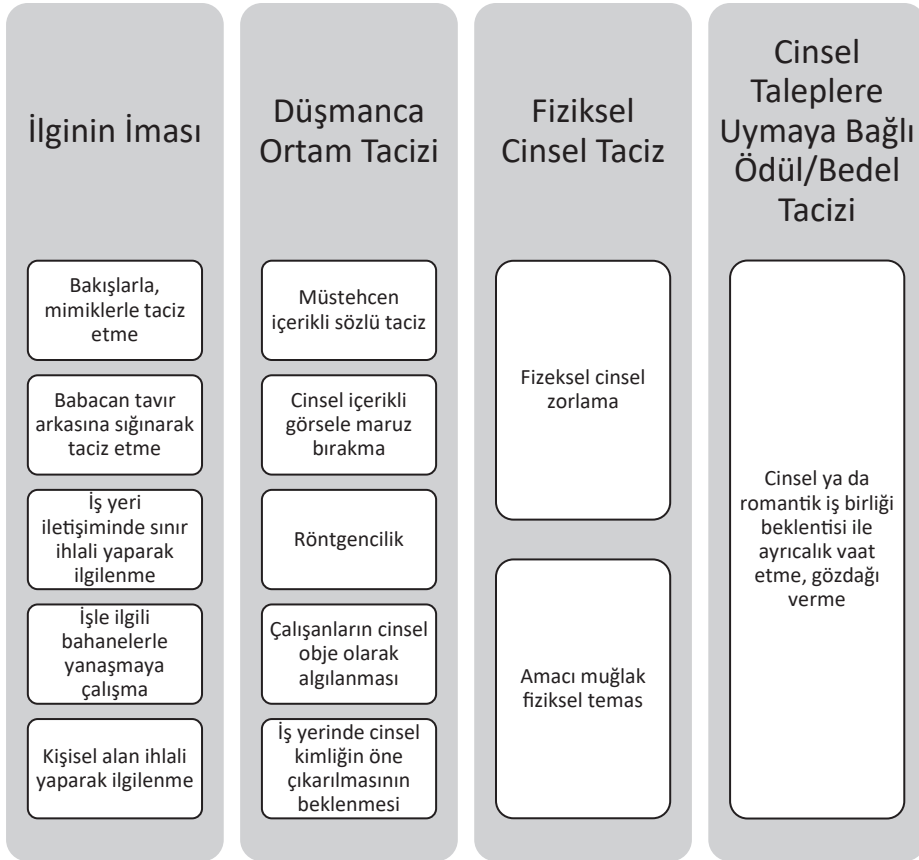 İlginin İması
Bakışlarla,
mimiklerle taciz
etme
Babacan tavır
arkasına sığınarak
taciz etme
İş yeri
iletişiminde sınır
ihlali yaparak
ilgilenme
İşle ilgili
bahanelerle
yanaşmaya
çalışma
Kişisel alan ihlali
yaparak ilgilenme
Düşmanca
Ortam Tacizi
Müstehcen
içerikli sözlü taciz
Cinsel içerikli
görsele maruz
bırakma
Röntgencilik
Çalışanların cinsel
obje olarak
algılanması
İş yerinde cinsel
kimliğin öne
çıkarılmasının
beklenmesi
Fiziksel
Cinsel Taciz
Fizeksel cinsel
zorlama
Amacı muğlak
fiziksel temas
Cinsel
Taleplere
Uymaya Bağlı
Ödül/Bedel
Tacizi
Cinsel ya da
romantik iş birliği
beklentisi ile
ayrıcalık vaat
etme, gözdağı
verme